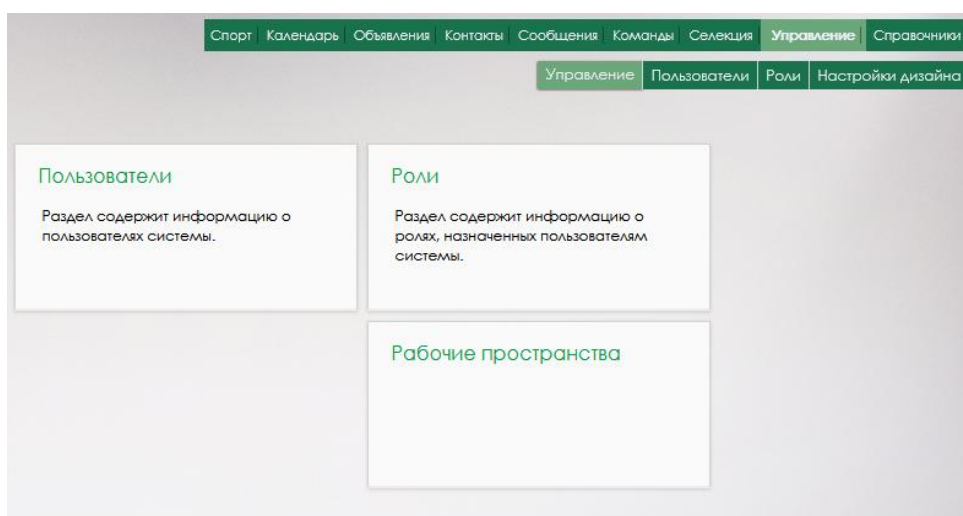 Спорт Календарь Объявления Контакты Сообщения Команды Селекция Управление Справочники
Управление Пользователи Роли Настройки дизайна
Пользователи
Раздел содержит информацию о
пользователях системы.
Роли
Раздел содержит информацию о
ролях, назначенных пользователям
системы.
Рабочие пространства